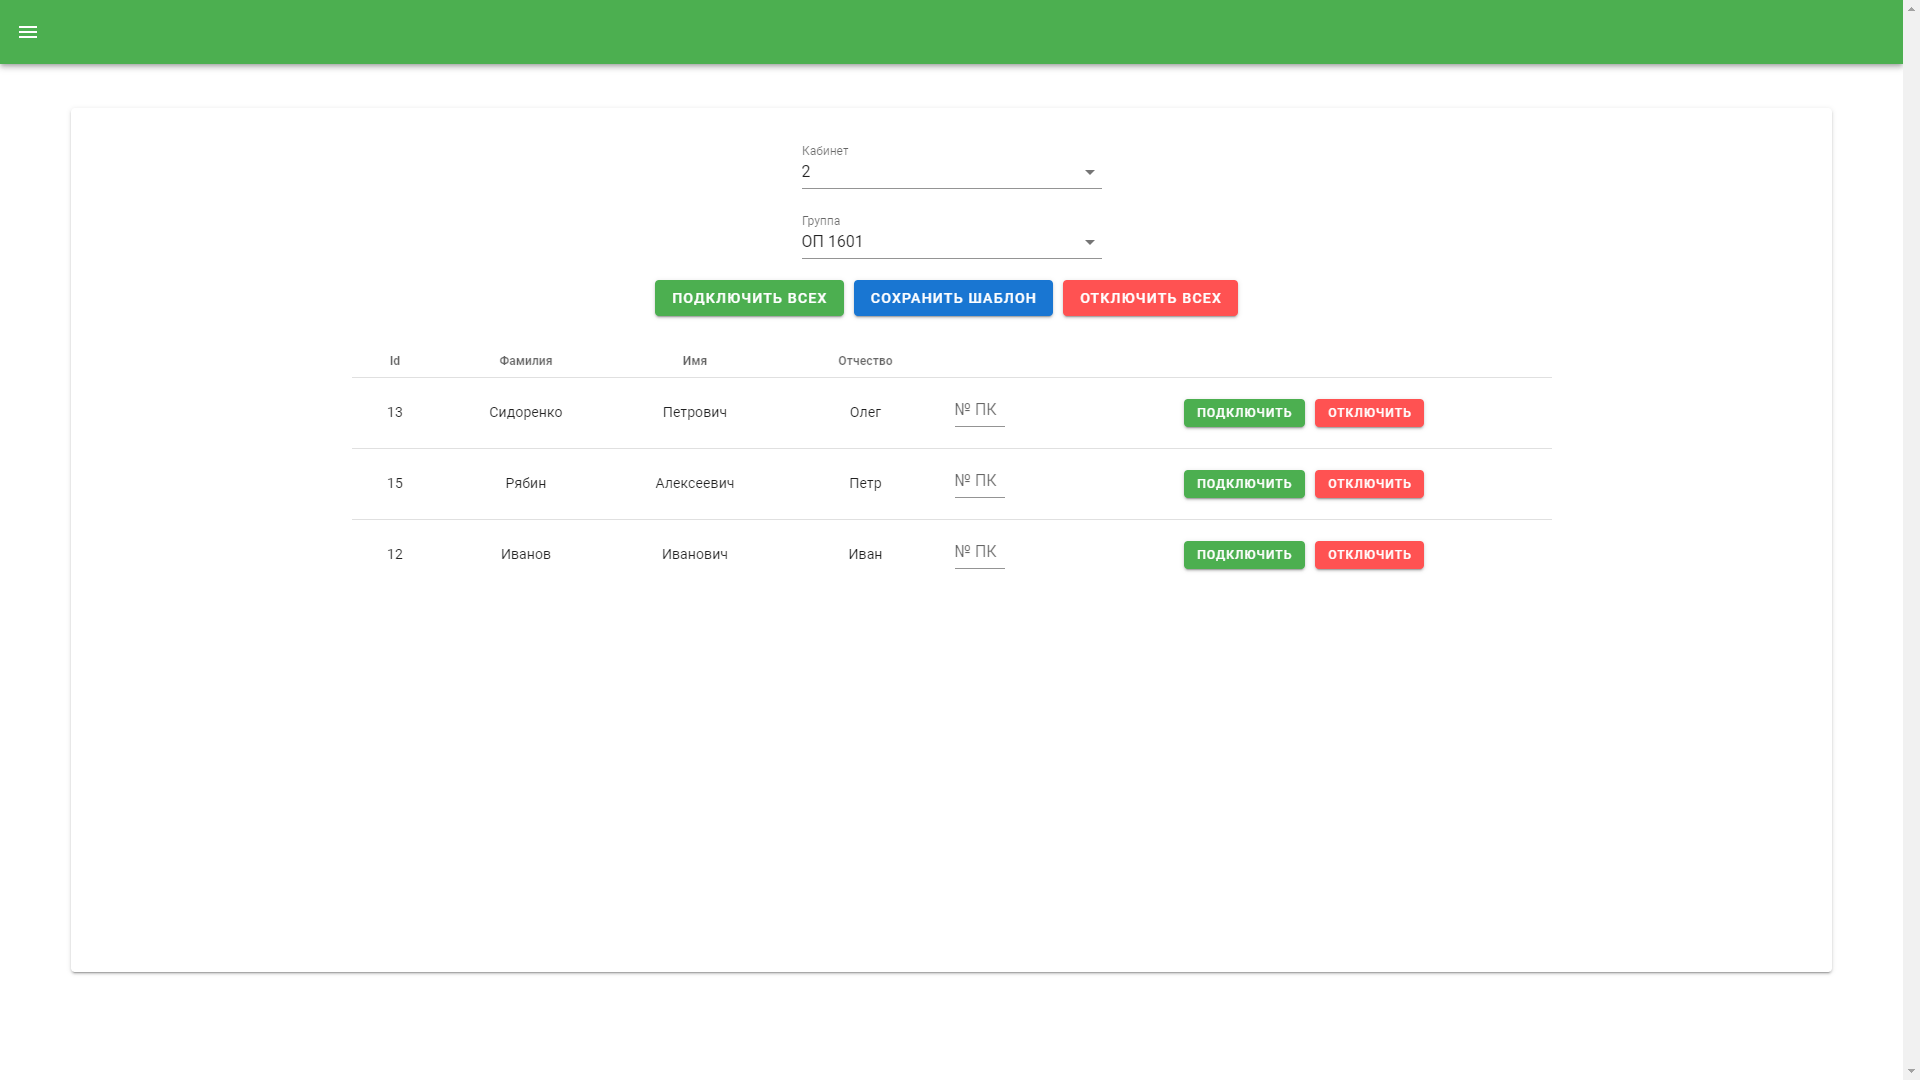 Кабинет
2
Группа
ОП 1601
ПОДКЛЮЧИТЬ ВСЕХ СОХРАНИТЬ ШАБЛОН ОТКЛЮЧИТЬ ВСЕХ
Id Фамилия Имя Отчество
13 Сидоренко Петрович Олег № ПК ПОДКЛЮЧИТЬ ОТКЛЮЧИТЬ
15 Рябин Алексеевич Петр № ПК ПОДКЛЮЧИТЬ ОТКЛЮЧИТЬ
12 Иванов Иванович Иван № ПК ПОДКЛЮЧИТЬ ОТКЛЮЧИТЬ